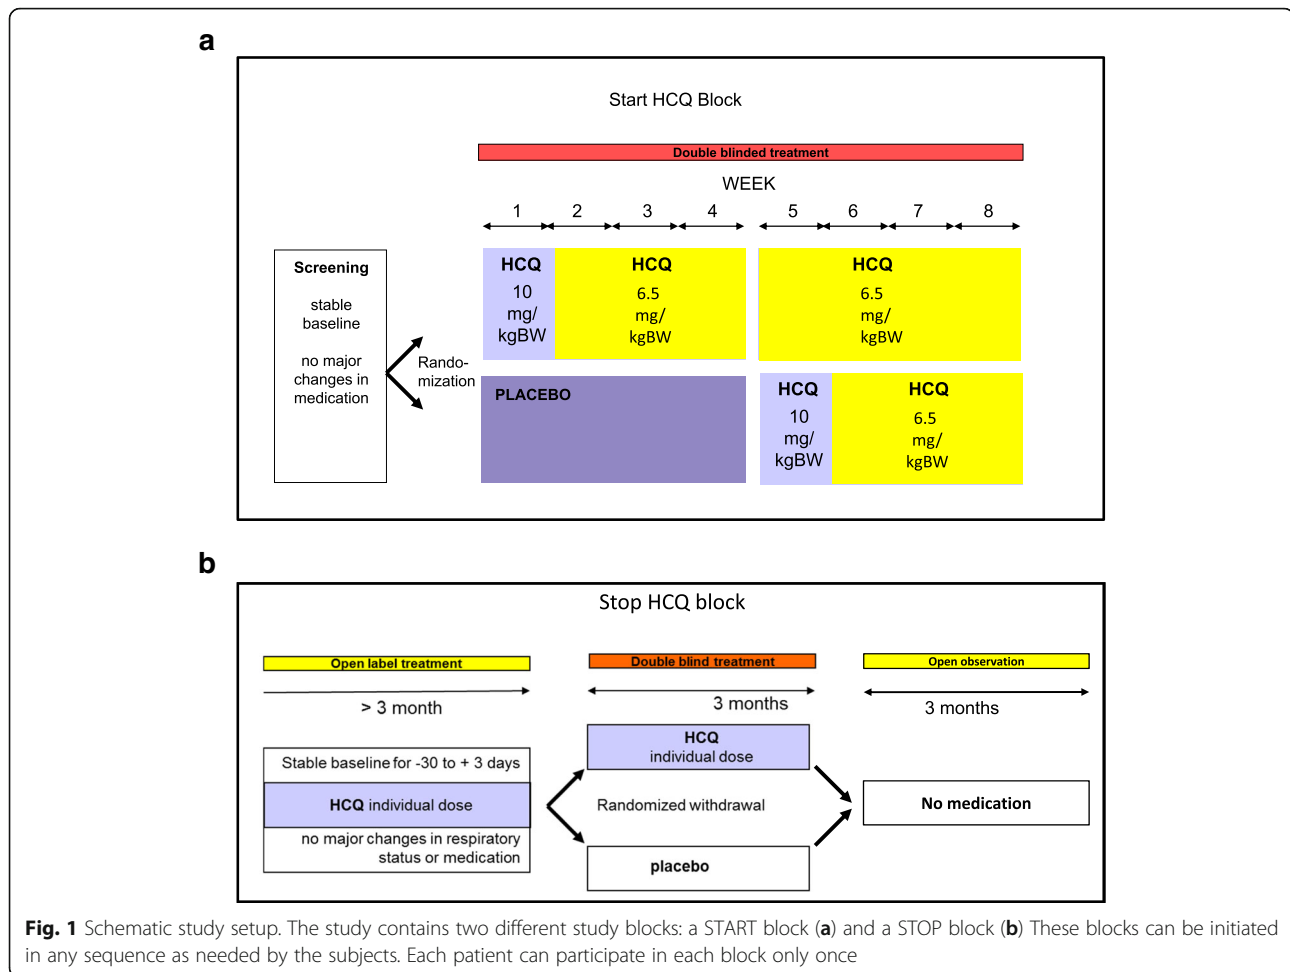 a
Start HCQ Block
Double blinded treatment
WEEK
1 2 3 4 5 6 7 8
Screening
stable
baseline
no major
changes in
medication
Rando-
mization
HCQ
10
mg/
kgBW
HCQ
6.5
mg/
kgBW
HCQ
6.5
mg/
kgBW
PLACEBO
HCQ
10
mg/
kgBW
HCQ
6.5
mg/
kgBW
b
Stop HCQ block
Open label treatment
> 3 month
Stable baseline for -30 to + 3 days
HCQ individual dose
no major changes in respiratory
status or medication
Double blind treatment
3 months
HCQ
individual dose
Randomized withdrawal
placebo
Open observation
3 months
No medication
Fig. 1 Schematic study setup. The study contains two different study blocks: a START block (a) and a STOP block (b) These blocks can be initiated
in any sequence as needed by the subjects. Each patient can participate in each block only once